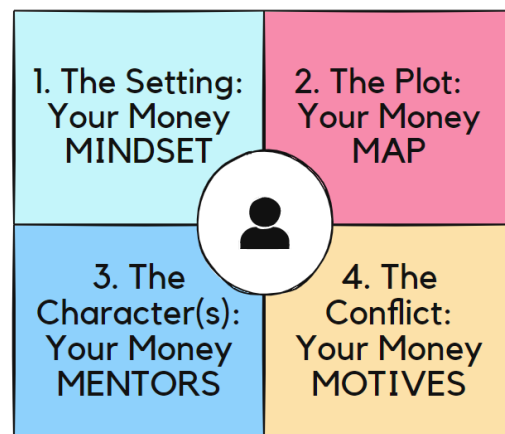 1. The Setting:
Your Money
MINDSET
2. The Plot:
Your Money
MAP
3. The
Character(s):
Your Money
MENTORS
4. The
Conflict:
Your Money
MOTIVES